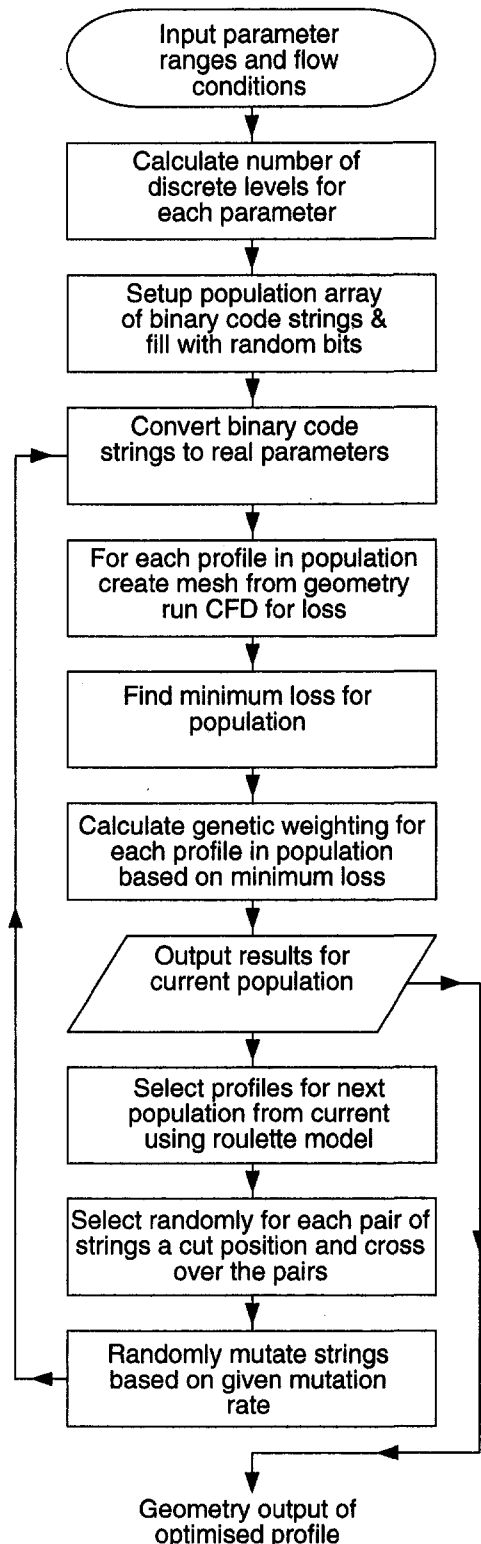 Input parameter
ranges and flow
conditions
Calculate number of
discrete levels for
each parameter
Setup population array
of binary code strings &
fill with random bits
Convert binary code
strings to real parameters
For each profile in population
create mesh from geometry
run CFD for loss
Find minimum loss for
population
Calculate genetic weighting for
each profile in population
based on minimum loss
Output results for
current population
Select profiles for next
population from current
using roulette model
Select randomly for each pair of
strings a cut position and cross
over the pairs
Randomly mutate strings
based on given mutation
rate
Geometry output of
optimised profile